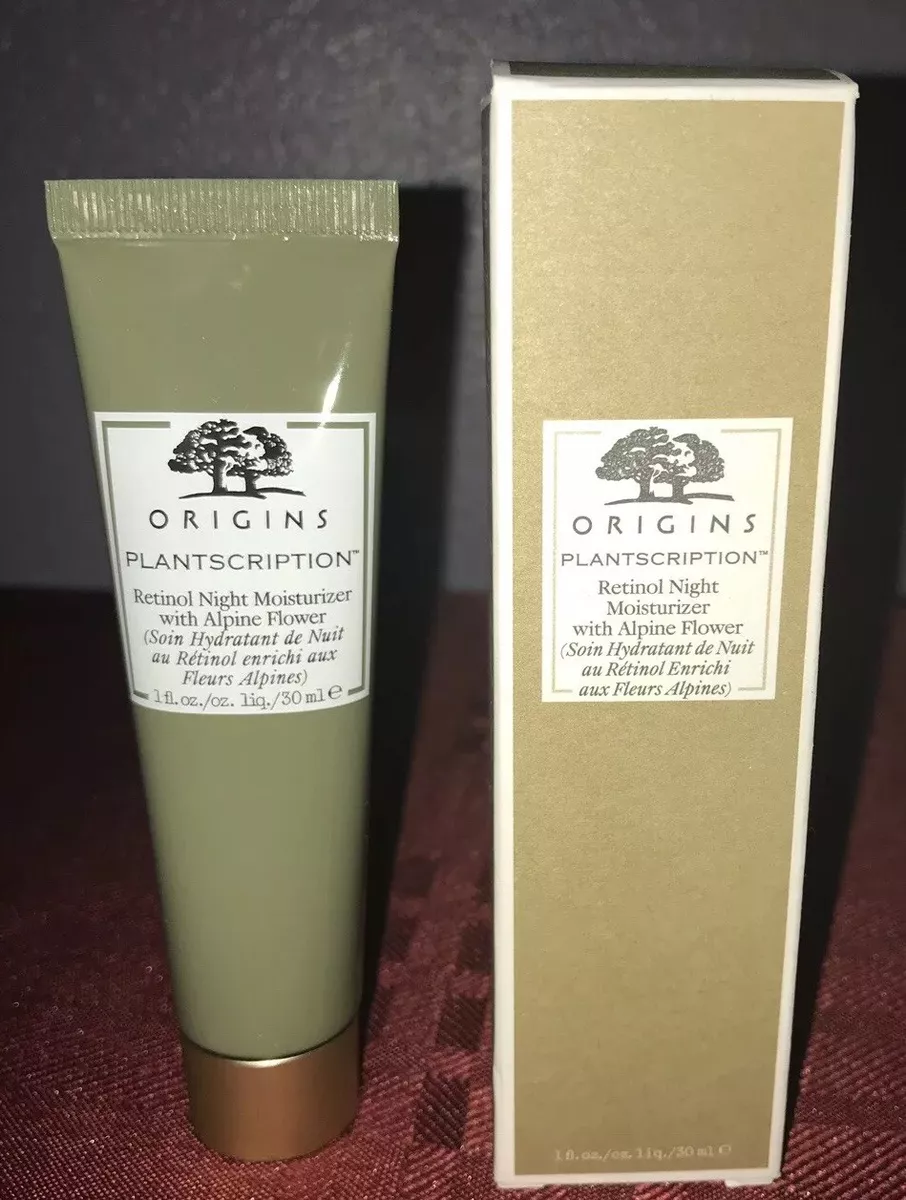 ORIGINS
PLANTSCRIPTION™
Retinol Night Moisturizer
with Alpine Flower
(Soin Hydratant de Nuit
au Rétinol enrichi aux
Fleurs Alpines)
1 fl.oz./oz. liq./30 ml ℮
ORIGINS
PLANTSCRIPTION™
Retinol Night
Moisturizer
with Alpine Flower
(Soin Hydratant de Nuit
au Rétinol Enrichi
aux Fleurs Alpines)
1 fl.oz./oz. liq./30 ml ℮